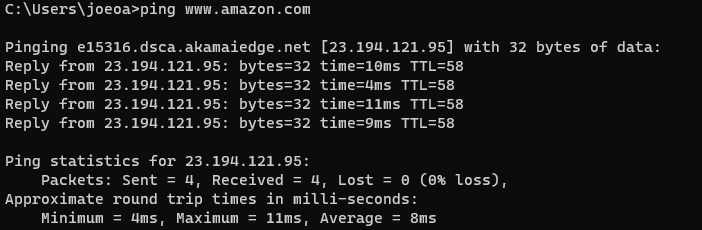 C:\Users\joeoa>ping www.amazon.com
Pinging e15316.dsca.akamaiedge.net [23.194.121.95] with 32 bytes of data:
Reply from 23.194.121.95: bytes=32 time=10ms TTL=58
Reply from 23.194.121.95: bytes=32 time=4ms TTL=58
Reply from 23.194.121.95: bytes=32 time=11ms TTL=58
Reply from 23.194.121.95: bytes=32 time=9ms TTL=58
Ping statistics for 23.194.121.95:
    Packets: Sent = 4, Received = 4, Lost = 0 (0% loss),
Approximate round trip times in milli-seconds:
    Minimum = 4ms, Maximum = 11ms, Average = 8ms